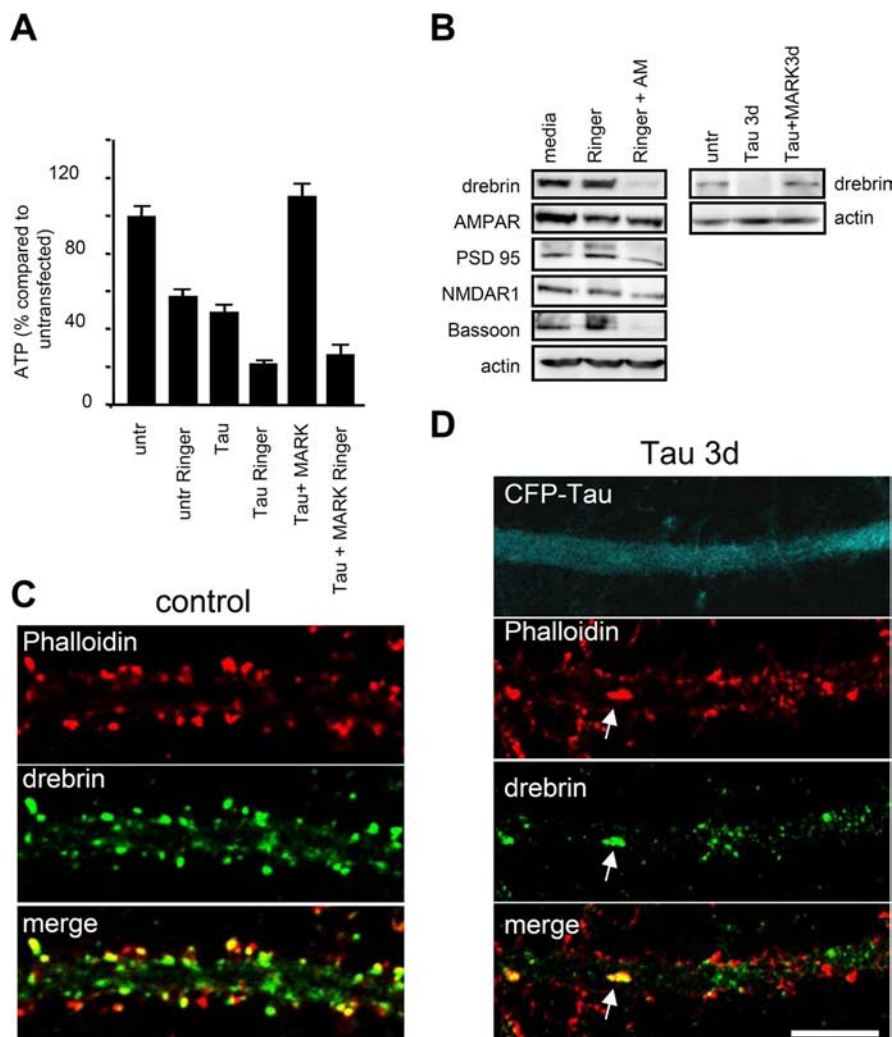 A
ATP (% compared to
untransfected)
120
80
40
0
untr
untr Ringer
Tau
Tau Ringer
Tau+ MARK
Tau + MARK Ringer
B
media
Ringer
Ringer + AM
drebrin
AMPAR
PSD 95
NMDAR1
Bassoon
actin
untr
Tau 3d
Tau+MARK3d
drebrin
actin
C
control
Phalloidin
drebrin
merge
D
Tau 3d
CFP-Tau
Phalloidin
drebrin
merge